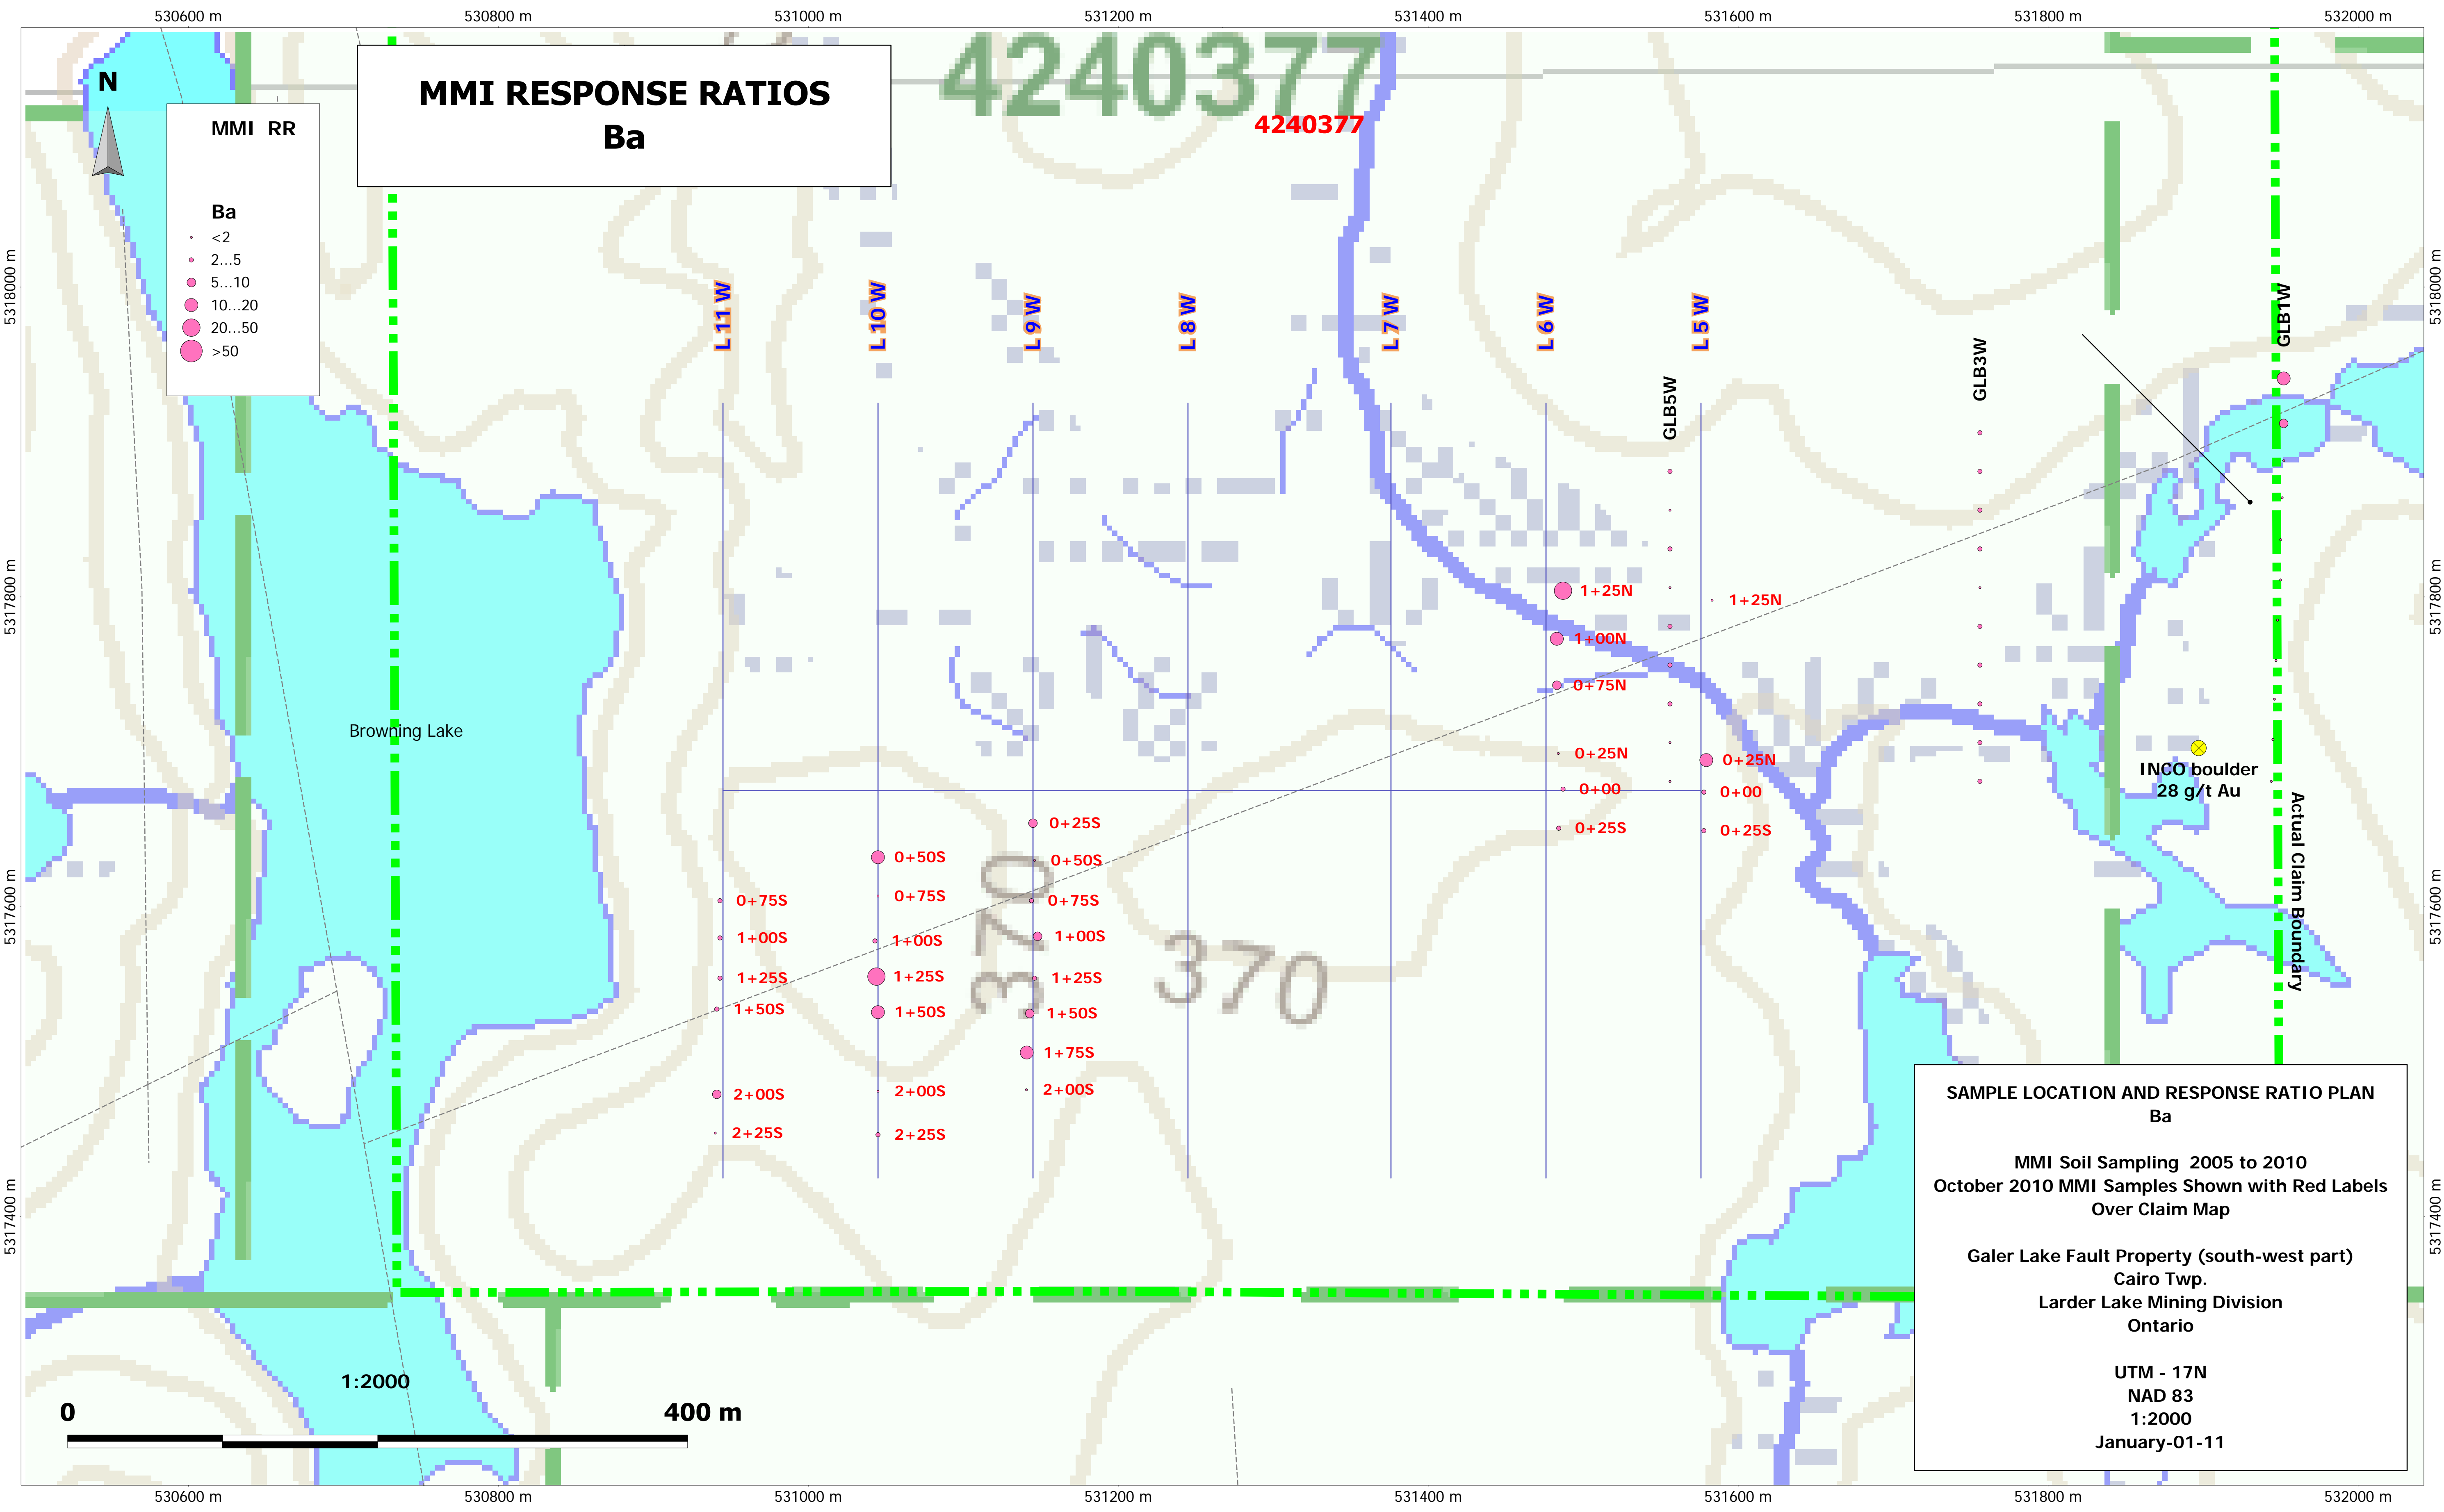 530600 m
530800 m
531000 m
531200 m
531400 m
531600 m
531800 m
532000 m
4240377
4240377
MMI RESPONSE RATIOS
Ba
N
MMI RR
Ba
<2
2...5
5...10
10...20
20...50
>50
5318000 m
5317800 m
5317600 m
5317400 m
5318000 m
5317800 m
5317600 m
5317400 m
L 11 W
L 10 W
L 9 W
L 8 W
L 7 W
L 6 W
L 5 W
GLB5W
GLB3W
GLB1W
1+25N
1+00N
0+75N
0+25N
0+00
0+25S
1+25N
0+25N
0+00
0+25S
Browning Lake
INCO boulder
28 g/t Au
Actual Claim Boundary
0+75S
1+00S
1+25S
1+50S
2+00S
2+25S
0+50S
0+75S
1+00S
1+25S
1+50S
2+00S
2+25S
0+25S
0+50S
0+75S
1+00S
1+25S
1+50S
1+75S
2+00S
370
370
1:2000
0
400 m
SAMPLE LOCATION AND RESPONSE RATIO PLAN
Ba
MMI Soil Sampling 2005 to 2010
October 2010 MMI Samples Shown with Red Labels
Over Claim Map
Galer Lake Fault Property (south-west part)
Cairo Twp.
Larder Lake Mining Division
Ontario
UTM - 17N
NAD 83
1:2000
January-01-11
530600 m
530800 m
531000 m
531200 m
531400 m
531600 m
531800 m
532000 m